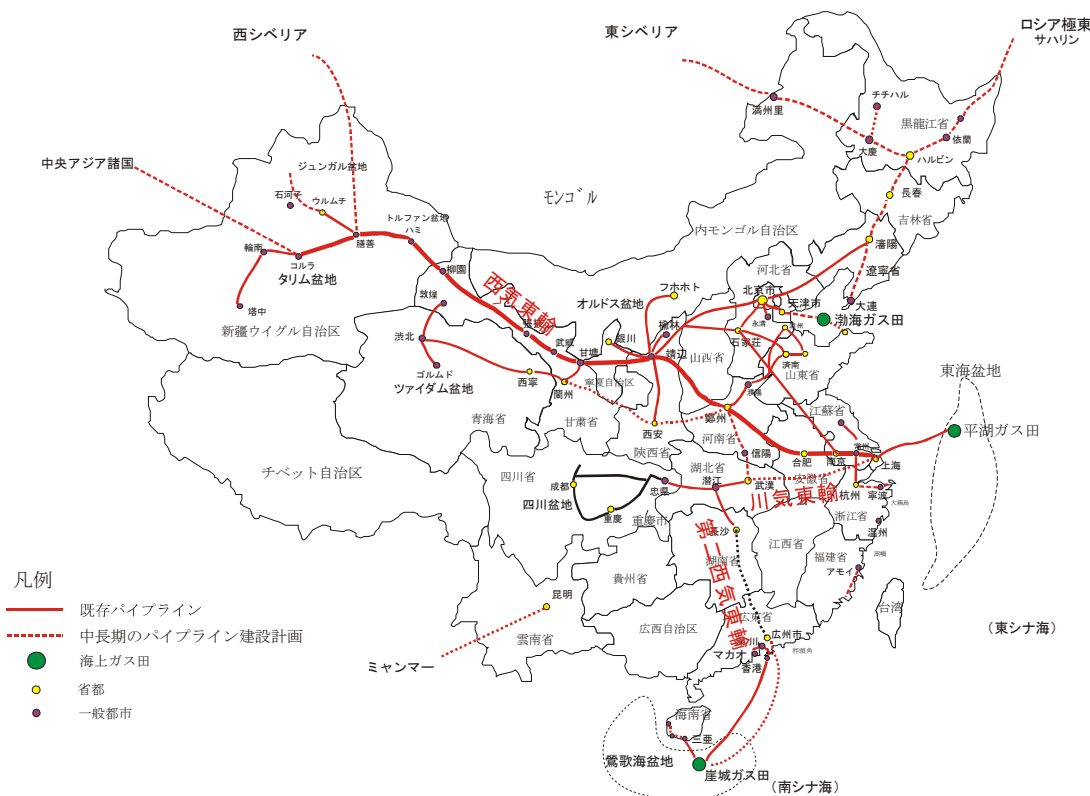 ロシア極東
サハリン
西シベリア
東シベリア
チチハル
満州里
黒龍江省
大慶
依蘭
ハルビン
中央アジア諸国
ジュンガル盆地
石河子
ウルムチ
モンゴル
長春
吉林省
トルファン盆地
ハミ
内モンゴル自治区
瀋陽
輪南
膳善
コルラ
タリム盆地
柳園
河北省
遼寧省
敦煌
西気東輸
フホホト
北京市
天津市
大連
オルドス盆地
塔中
永清
渤海ガス田
新疆ウイグル自治区
渋北
武威
銀川
楡林
石家荘
甘塘
靖辺
山西省
済南
山東省
ゴルムド
ツァイダム盆地
西寧
蘭州
寧夏自治区
東海盆地
江蘇省
平湖ガス田
青海省
甘粛省
西安
鄭州
河南省
陝西省
信陽
合肥
南京
上海
チベット自治区
四川省
成都
四川盆地
重慶
忠県
重慶市
湖北省
潜江
武漢
安徽省
川気東輸
杭州
寧波
浙江省
温州
長沙
第二西気東輸
湖南省
江西省
福建省
アモイ
貴州省
昆明
雲南省
広西自治区
広東省
広州市
台湾
(東シナ海)
ミャンマー
マカオ
香港
海南省
三亜
鶯歌海盆地
崖城ガス田
(南シナ海)
凡例
既存パイプライン
中長期のパイプライン建設計画
海上ガス田
省都
一般都市